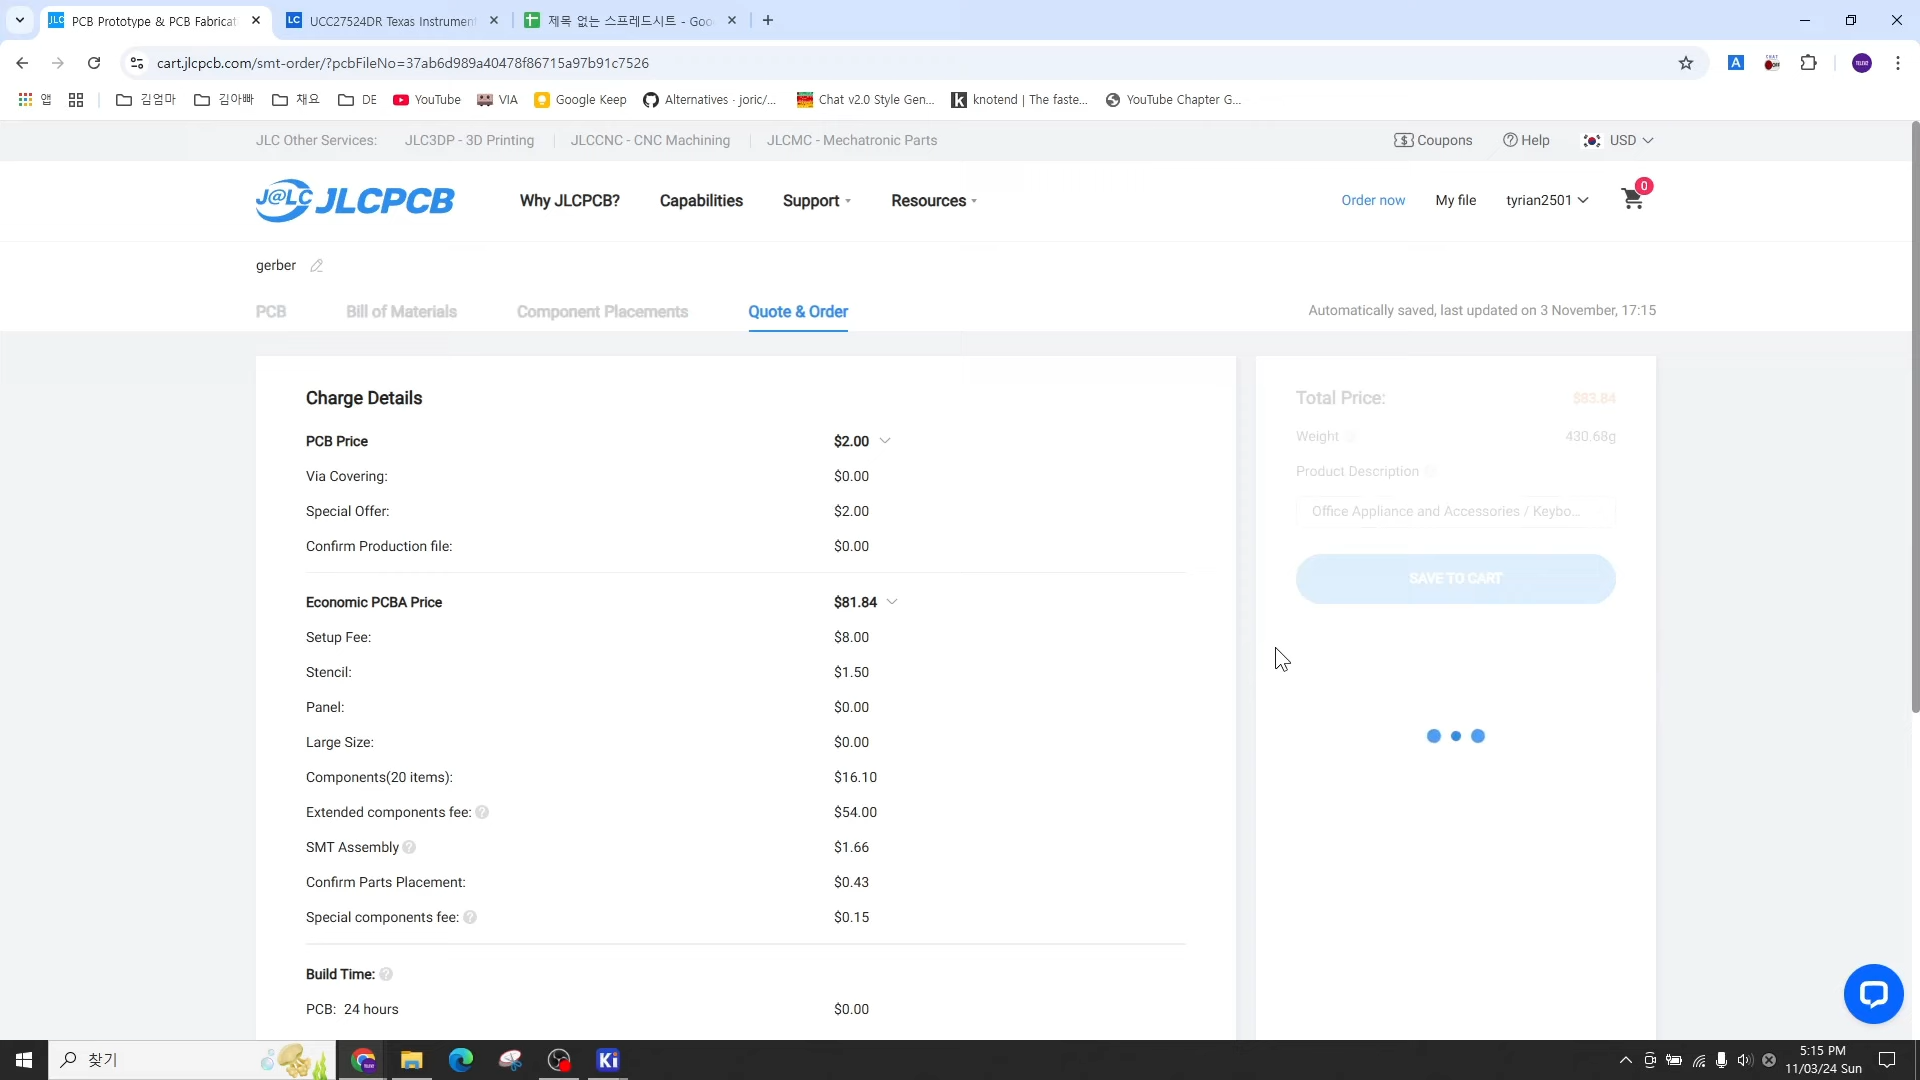 PCB Prototype & PCB Fabricat
UCC27524DR Texas Instrument
제목 없는 스프레드시트 - Goo
cart.jlcpcb.com/smt-order/?pcbFileNo=37ab6d989a40478f86715a97b91c7526
앱 김엄마 김아빠 채요 DE YouTube VIA Google Keep Alternatives · joric/... Chat v2.0 Style Gen... knotend | The faste... YouTube Chapter G...
JLC Other Services: JLC3DP - 3D Printing JLCCNC - CNC Machining JLCMC - Mechatronic Parts Coupons Help USD
J@LC JLCPCB Why JLCPCB? Capabilities Support Resources Order now My file tyrian2501 0
gerber
PCB Bill of Materials Component Placements Quote & Order Automatically saved, last updated on 3 November, 17:15
Charge Details
PCB Price $2.00
Via Covering: $0.00
Special Offer: $2.00
Confirm Production file: $0.00
Economic PCBA Price $81.84
Setup Fee: $8.00
Stencil: $1.50
Panel: $0.00
Large Size: $0.00
Components(20 items): $16.10
Extended components fee: $54.00
SMT Assembly $1.66
Confirm Parts Placement: $0.43
Special components fee: $0.15
Build Time:
PCB: 24 hours $0.00
Total Price: $83.84
Weight 430.68g
Product Description
Office Appliance and Accessories / Keybo...
SAVE TO CART
찾기
Ki
5:15 PM
11/03/24 Sun